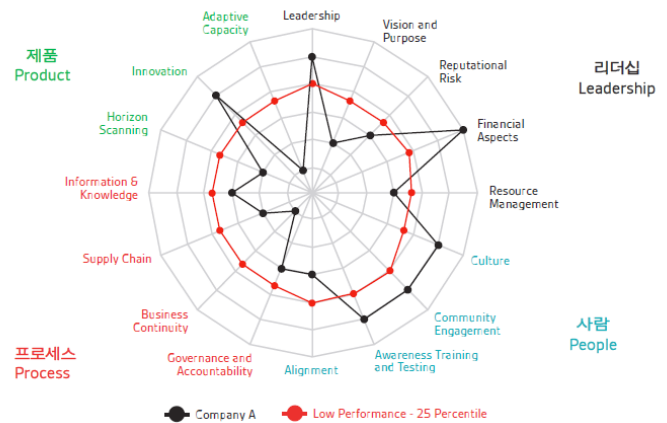 Leadership
Adaptive
Capacity
Vision and
Purpose
제품
Product
Innovation
Reputational
Risk
리더십
Leadership
Horizon
Scanning
Financial
Aspects
Information &
Knowledge
Resource
Management
Supply Chain
Culture
Business
Continuity
Community
Engagement
사람
People
프로세스
Process
Governance and
Accountability
Alignment
Awareness Training
and Testing
Company A
Low Performance - 25 Percentile